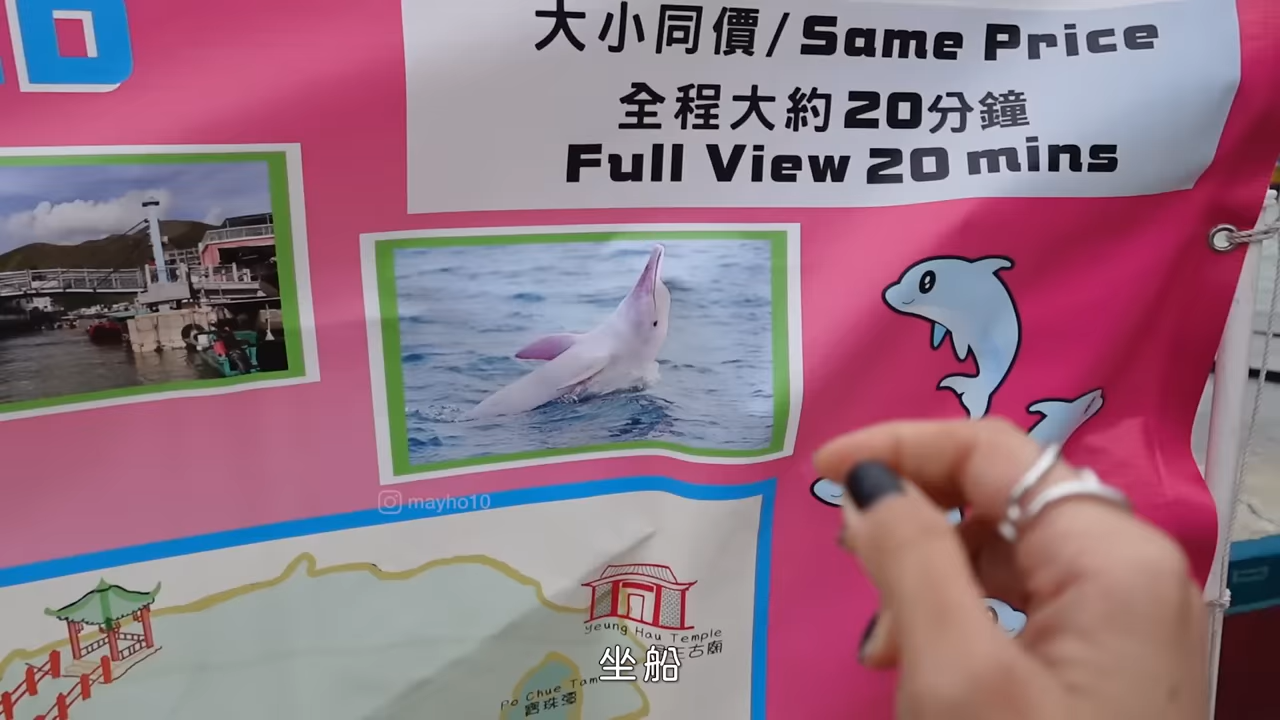 大小同價/Same Price
全程大約20分鐘
Full View 20 mins
mayho10
Yeung Hau Temple
王古廟
坐船
Po Chue Tam
寶珠潭